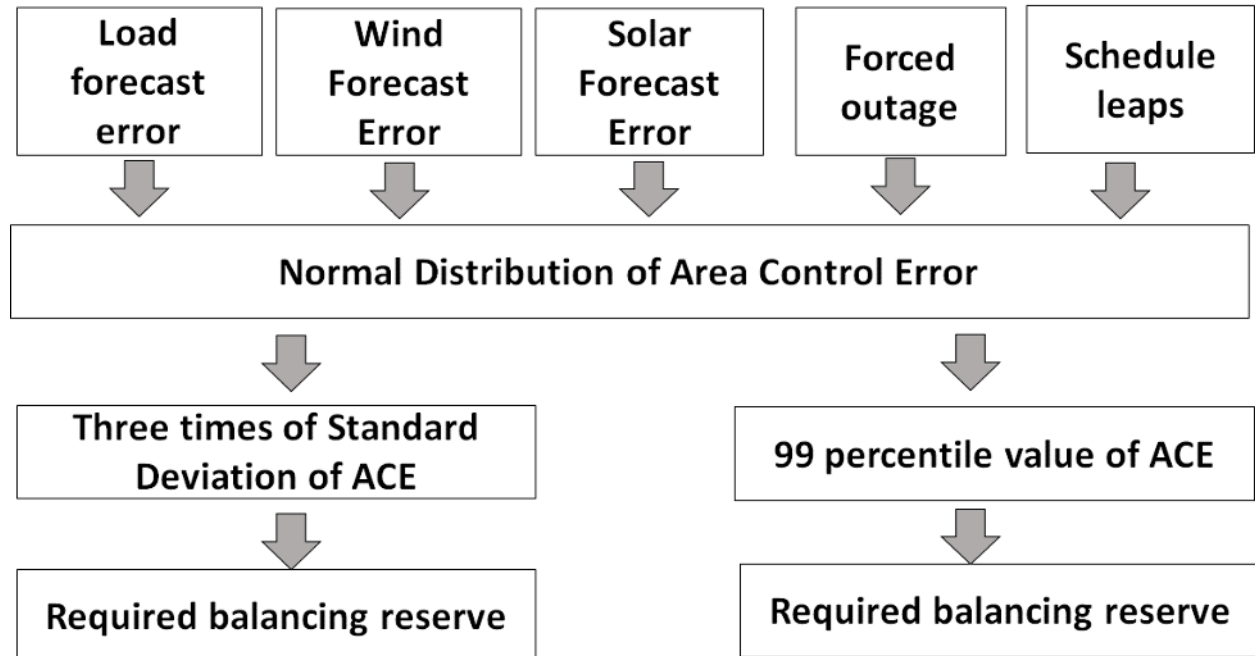 Load
forecast
error
Wind
Forecast
Error
Solar
Forecast
Error
Forced
outage
Schedule
leaps
Normal Distribution of Area Control Error
Three times of Standard
Deviation of ACE
99 percentile value of ACE
Required balancing reserve
Required balancing reserve